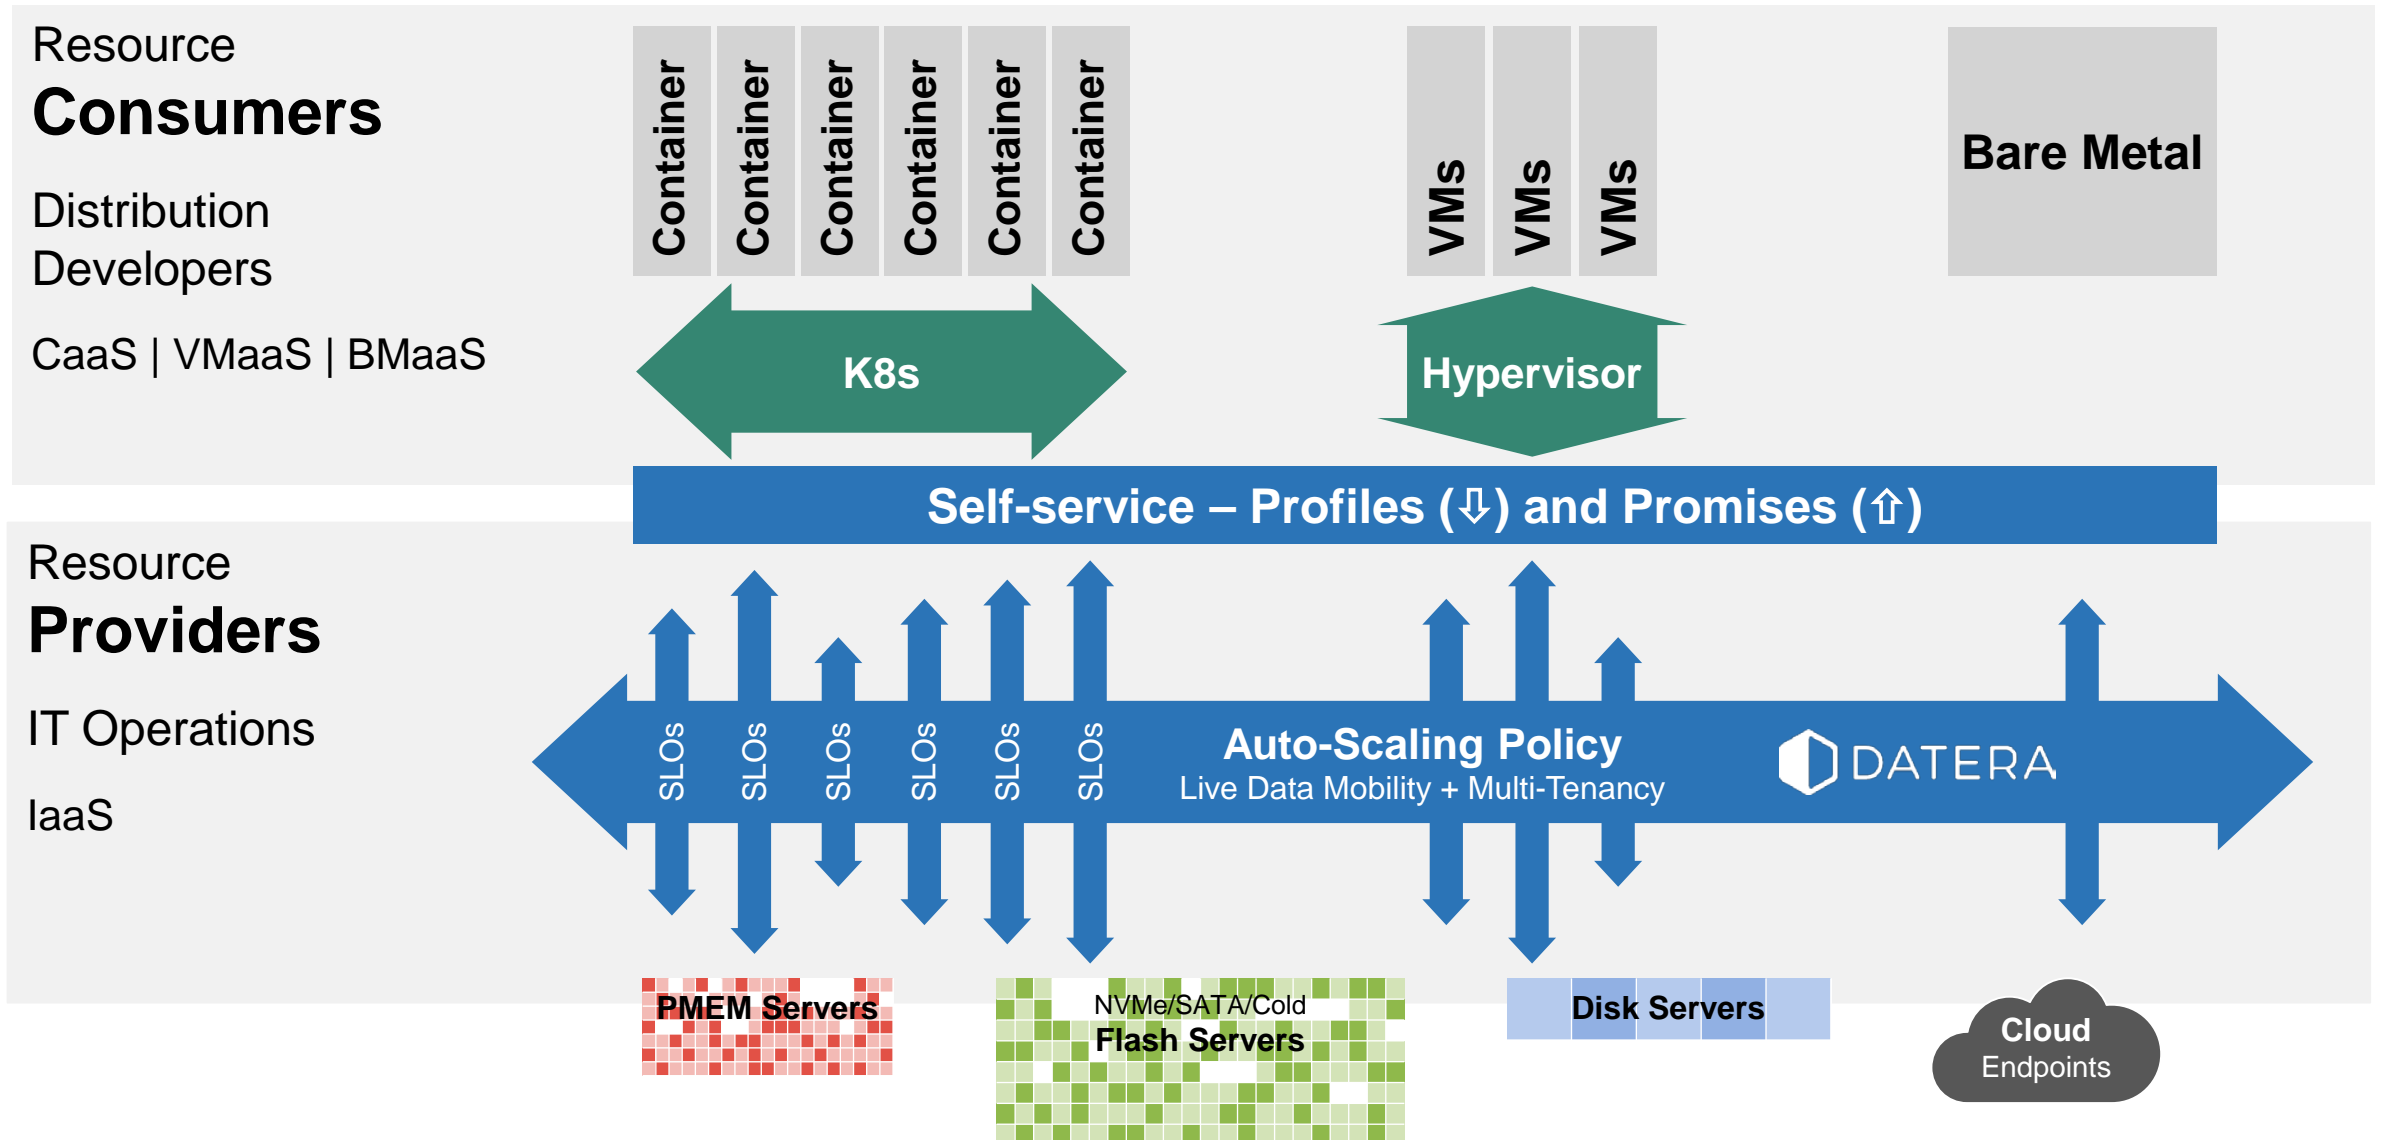 Resource
Consumers
Distribution
Developers
CaaS | VMaaS | BMaaS
Container
Container
Container
Container
Container
Container
VMs
VMs
VMs
Bare Metal
K8s
Hypervisor
Self-service – Profiles (⇩) and Promises (⇧)
Resource
Providers
IT Operations
IaaS
SLOs
SLOs
SLOs
SLOs
SLOs
SLOs
Auto-Scaling Policy
Live Data Mobility + Multi-Tenancy
DATERA
PMEM Servers
NVMe/SATA/Cold
Flash Servers
Disk Servers
Cloud
Endpoints